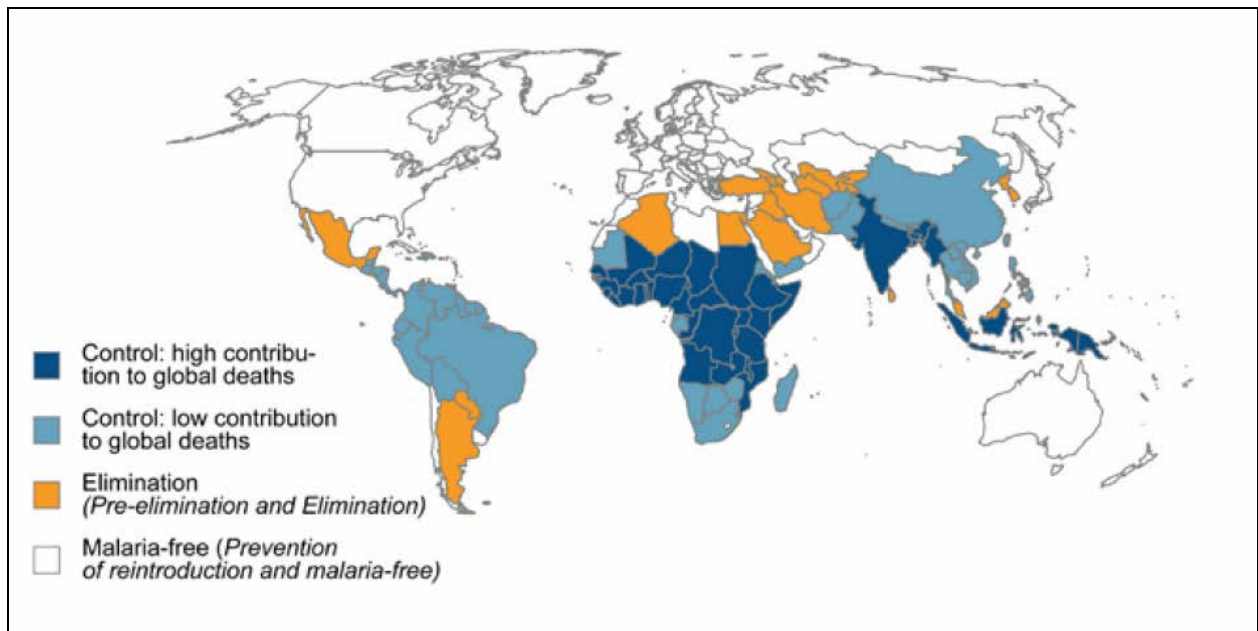 Control: high contribu-
tion to global deaths
Control: low contribution
to global deaths
Elimination
(Pre-elimination and Elimination)
Malaria-free (Prevention
of reintroduction and malaria-free)